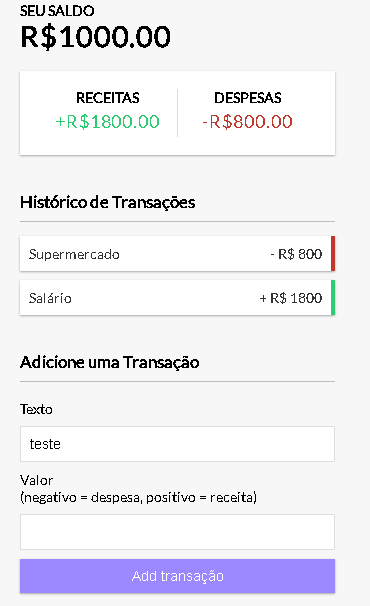 SEU SALDO
R$1000.00
RECEITAS DESPESAS
+R$1800.00 -R$800.00
Histórico de Transações
Supermercado - R$ 800
Salário + R$ 1800
Adicione uma Transação
Texto
teste
Valor
(negativo = despesa, positivo = receita)
Add transação